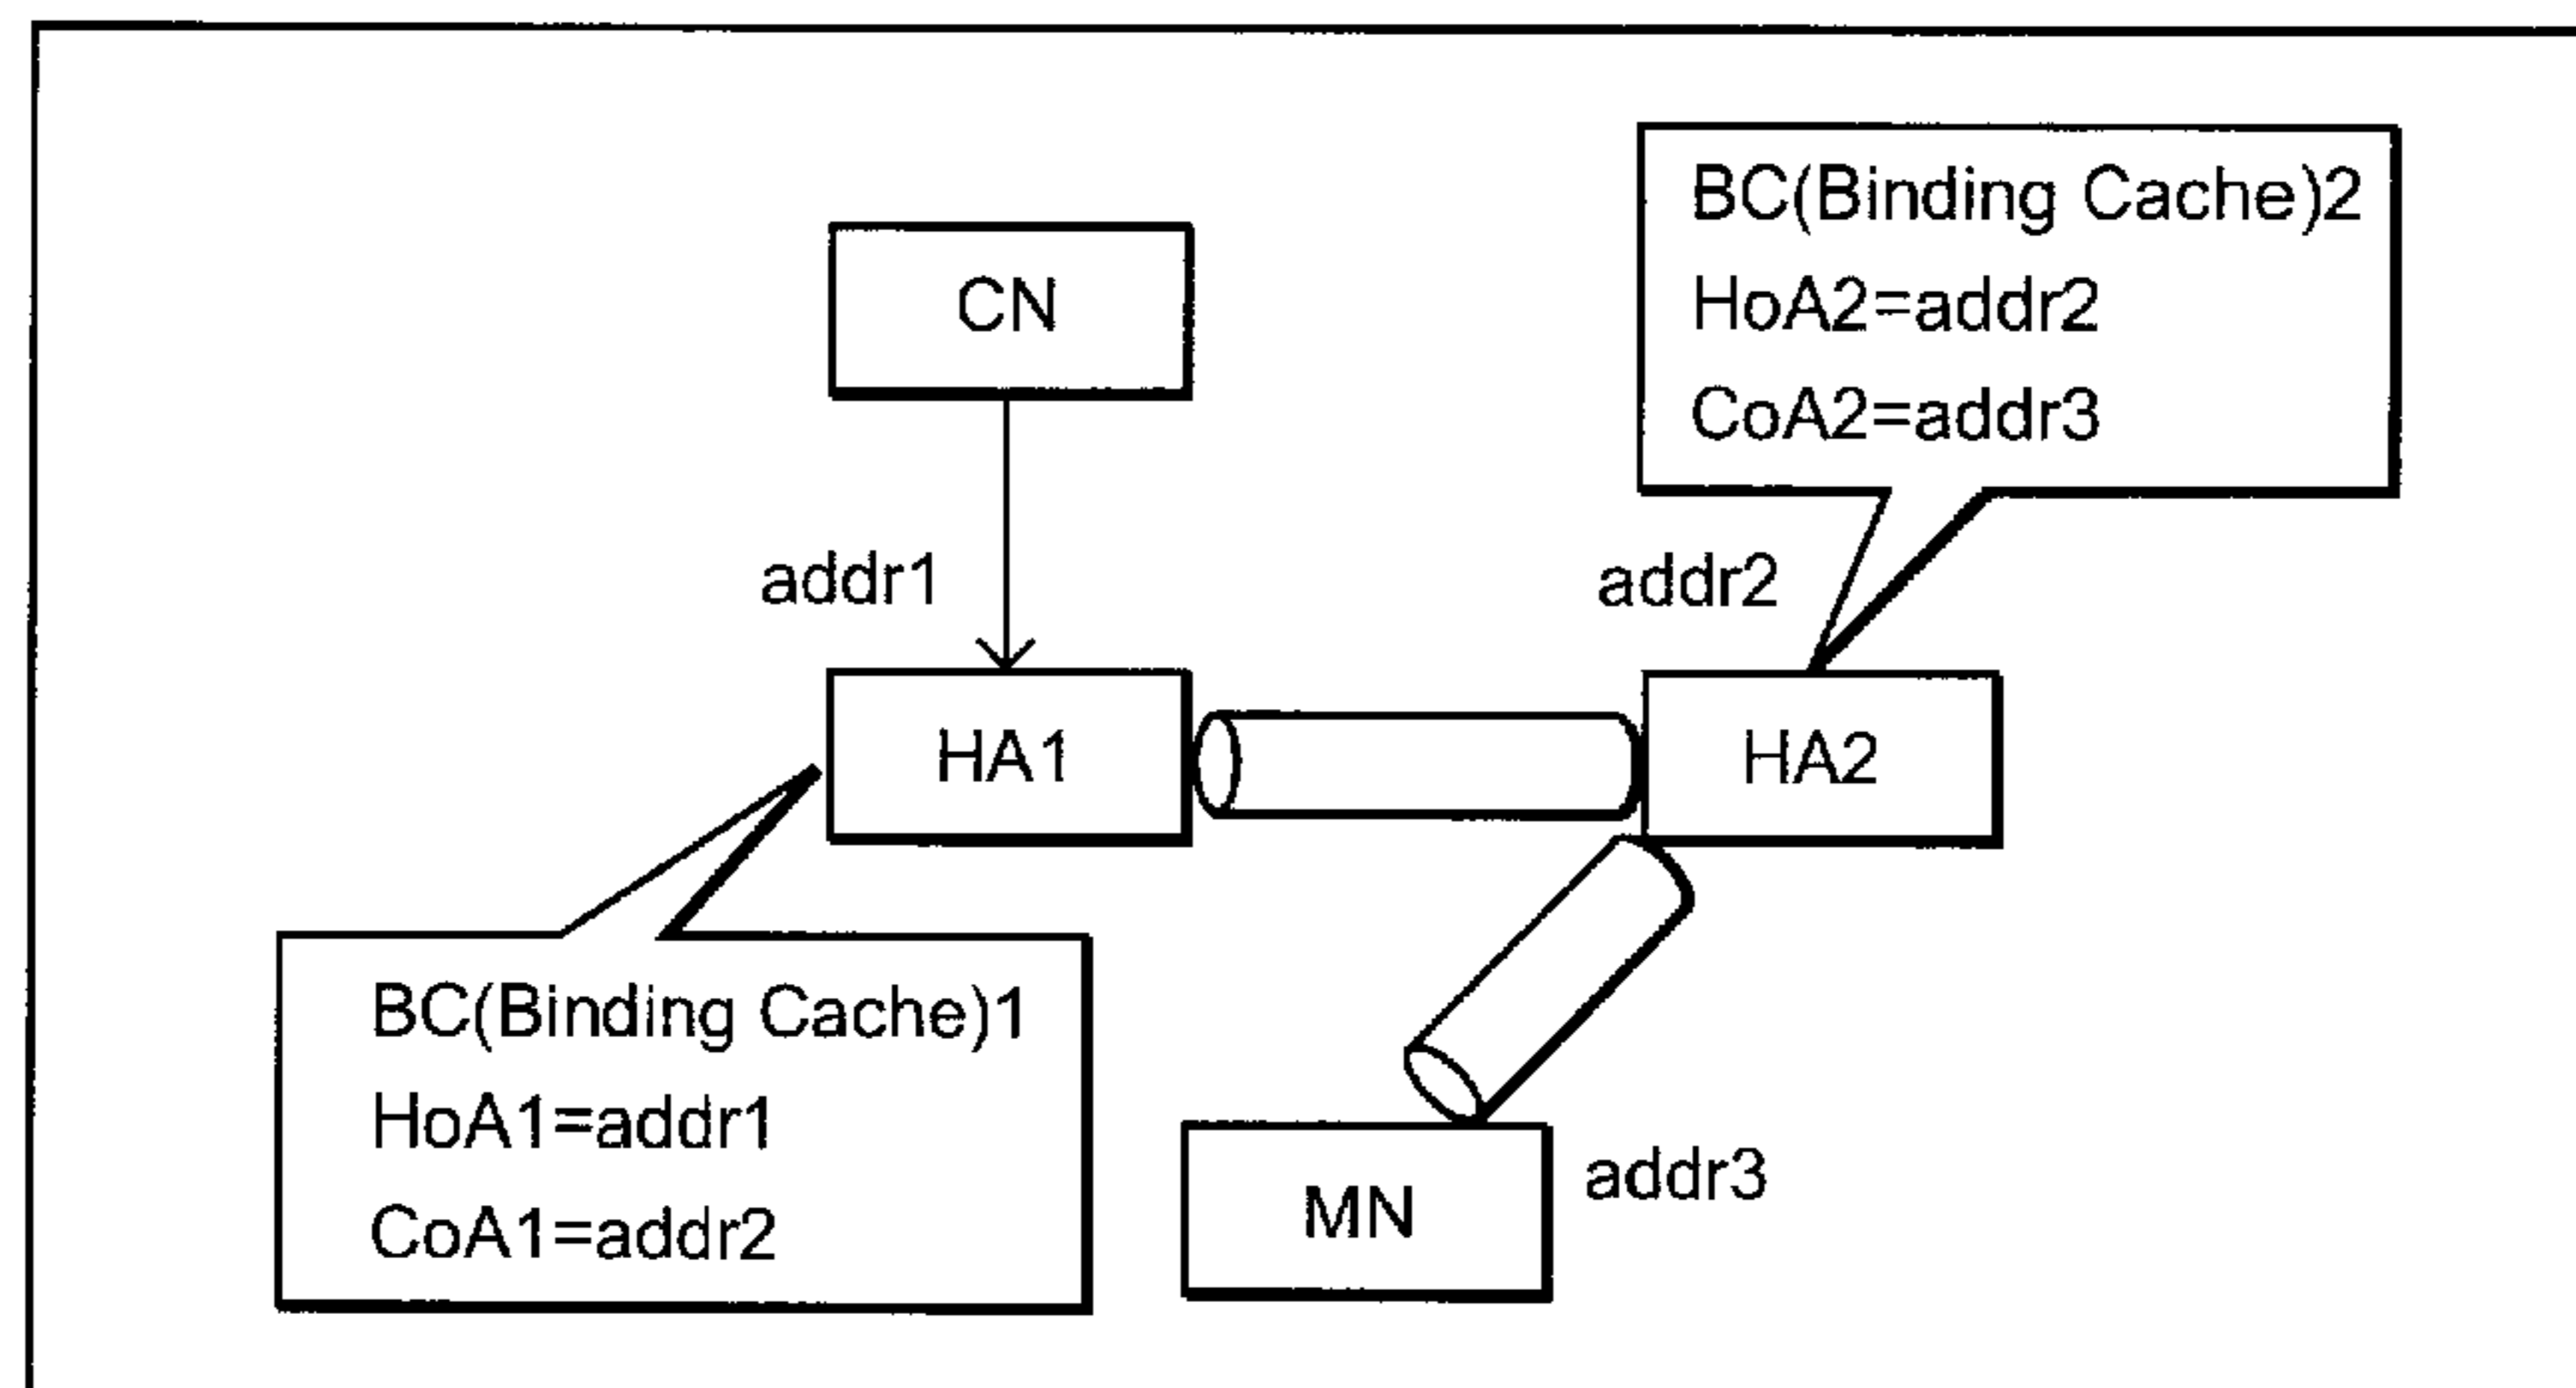 BC(Binding Cache)2
HoA2=addr2
CoA2=addr3
CN
addr1
addr2
HA1
HA2
BC(Binding Cache)1
HoA1=addr1
CoA1=addr2
MN
addr3